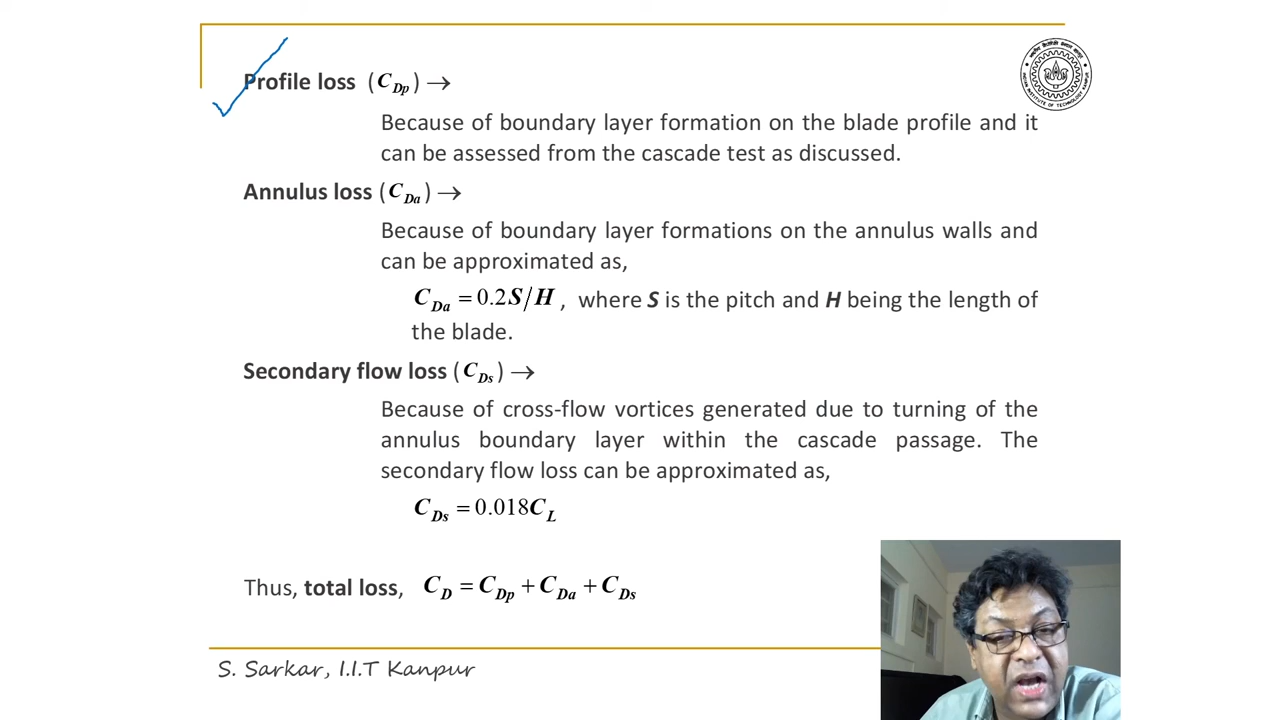 Profile loss (C_Dp) →
Because of boundary layer formation on the blade profile and it
can be assessed from the cascade test as discussed.
Annulus loss (C_Da) →
Because of boundary layer formations on the annulus walls and
can be approximated as,
C_Da = 0.2S/H, where S is the pitch and H being the length of
the blade.
Secondary flow loss (C_Ds) →
Because of cross-flow vortices generated due to turning of the
annulus boundary layer within the cascade passage. The
secondary flow loss can be approximated as,
C_Ds = 0.018C_L
Thus, total loss, C_D = C_Dp + C_Da + C_Ds
S. Sarkar, I.I.T Kanpur
INDIAN INSTITUTE OF TECHNOLOGY KANPUR